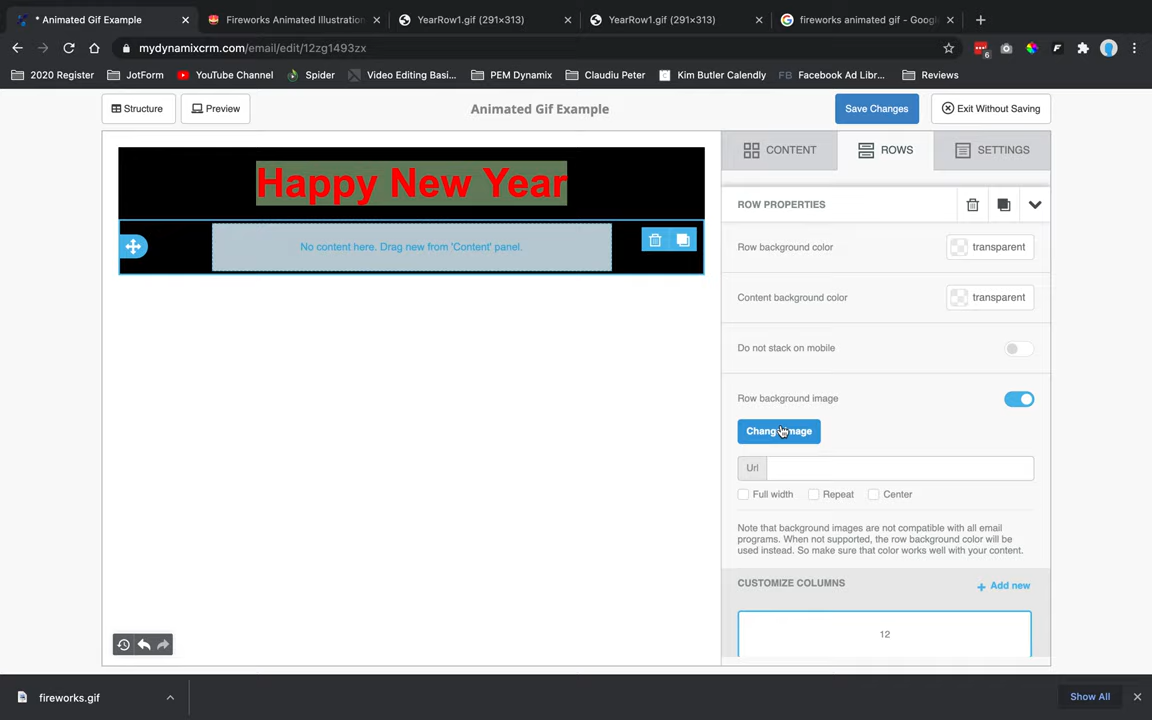 * Animated Gif Example
Fireworks Animated Illustration
YearRow1.gif (291×313)
YearRow1.gif (291×313)
fireworks animated gif - Google
mydynamixcrm.com/email/edit/12zg1493zx
6
2020 Register
JotForm
YouTube Channel
Spider
Video Editing Basi...
PEM Dynamix
Claudiu Peter
Kim Butler Calendly
FB Facebook Ad Libr...
Reviews
Structure
Preview
Animated Gif Example
Save Changes
Exit Without Saving
CONTENT
ROWS
SETTINGS
Happy New Year
No content here. Drag new from 'Content' panel.
ROW PROPERTIES
Row background color
transparent
Content background color
transparent
Do not stack on mobile
Row background image
Change image
Url
Full width
Repeat
Center
Note that background images are not compatible with all email
programs. When not supported, the row background color will be
used instead. So make sure that color works well with your content.
CUSTOMIZE COLUMNS
+ Add new
12
fireworks.gif
Show All